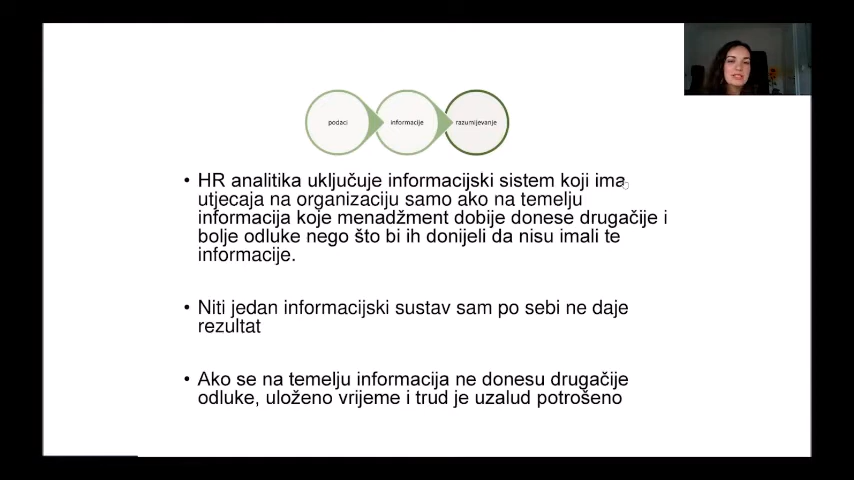 podaci
informacije
razumijevanje
• HR analitika uključuje informacijski sistem koji ima
utjecaja na organizaciju samo ako na temelju
informacija koje menadžment dobije donese drugačije i
bolje odluke nego što bi ih donijeli da nisu imali te
informacije.
• Niti jedan informacijski sustav sam po sebi ne daje
rezultat
• Ako se na temelju informacija ne donesu drugačije
odluke, uloženo vrijeme i trud je uzalud potrošeno